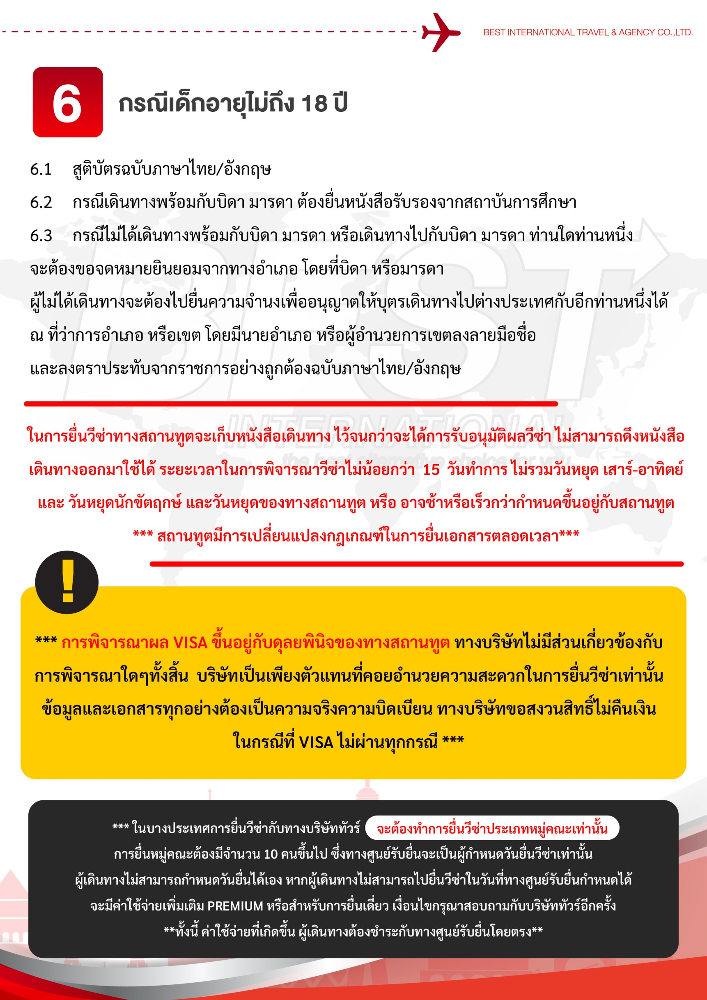 BEST INTERNATIONAL TRAVEL & AGENCY CO.,LTD.
6
กรณีเด็กอายุไม่ถึง 18 ปี
6.1 สูติบัตรฉบับภาษาไทย/อังกฤษ
6.2 กรณีเดินทางพร้อมกับบิดา มารดา ต้องยื่นหนังสือรับรองจากสถาบันการศึกษา
6.3 กรณีไม่ได้เดินทางพร้อมกับบิดา มารดา หรือเดินทางไปกับบิดา มารดา ท่านใดท่านหนึ่ง
จะต้องขอจดหมายยินยอมจากทางอำเภอ โดยที่บิดา หรือมารดา
ผู้ไม่ได้เดินทางจะต้องไปยื่นความจำนงเพื่ออนุญาตให้บุตรเดินทางไปต่างประเทศกับอีกท่านหนึ่งได้
ณ ที่ว่าการอำเภอ หรือเขต โดยมีนายอำเภอ หรือผู้อำนวยการเขตลงลายมือชื่อ
และลงตราประทับจากราชการอย่างถูกต้องฉบับภาษาไทย/อังกฤษ
BEST
INTERNATIONAL
the best alternative choice for you
ในการยื่นวีซ่าทางสถานทูตจะเก็บหนังสือเดินทาง ไว้จนกว่าจะได้การรับอนุมัติผลวีซ่า ไม่สามารถดึงหนังสือ
เดินทางออกมาใช้ได้ ระยะเวลาในการพิจารณาวีซ่าไม่น้อยกว่า 15 วันทำการ ไม่รวมวันหยุด เสาร์-อาทิตย์
และ วันหยุดนักขัตฤกษ์ และวันหยุดของทางสถานทูต หรือ อาจช้าหรือเร็วกว่ากำหนดขึ้นอยู่กับสถานทูต
*** สถานทูตมีการเปลี่ยนแปลงกฎเกณฑ์ในการยื่นเอกสารตลอดเวลา***
!
*** การพิจารณาผล VISA ขึ้นอยู่กับดุลยพินิจของทางสถานทูต ทางบริษัทไม่มีส่วนเกี่ยวข้องกับ
การพิจารณาใดๆทั้งสิ้น บริษัทเป็นเพียงตัวแทนที่คอยอำนวยความสะดวกในการยื่นวีซ่าเท่านั้น
ข้อมูลและเอกสารทุกอย่างต้องเป็นความจริงความบิดเบียน ทางบริษัทขอสงวนสิทธิ์ไม่คืนเงิน
ในกรณีที่ VISA ไม่ผ่านทุกกรณี ***
*** ในบางประเทศการยื่นวีซ่ากับทางบริษัททัวร์ จะต้องทำการยื่นวีซ่าประเภทหมู่คณะเท่านั้น
การยื่นหมู่คณะต้องมีจำนวน 10 คนขึ้นไป ซึ่งทางศูนย์รับยื่นจะเป็นผู้กำหนดวันยื่นวีซ่าเท่านั้น
ผู้เดินทางไม่สามารถกำหนดวันยื่นได้เอง หากผู้เดินทางไม่สามารถไปยื่นวีซ่าในวันที่ทางศูนย์รับยื่นกำหนดได้
จะมีค่าใช้จ่ายเพิ่มเติม PREMIUM หรือสำหรับการยื่นเดี่ยว เงื่อนไขกรุณาสอบถามกับบริษัททัวร์อีกครั้ง
**ทั้งนี้ ค่าใช้จ่ายที่เกิดขึ้น ผู้เดินทางต้องชำระกับทางศูนย์รับยื่นโดยตรง**